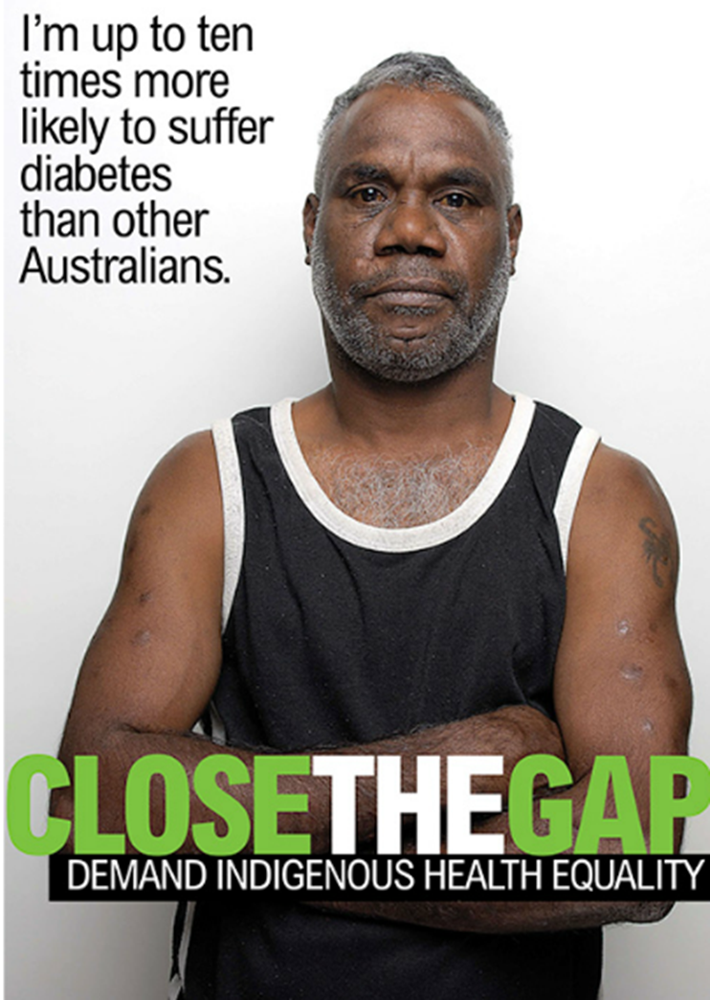 I'm up to ten
times more
likely to suffer
diabetes
than other
Australians.
CLOSETHEGAP
DEMAND INDIGENOUS HEALTH EQUALITY